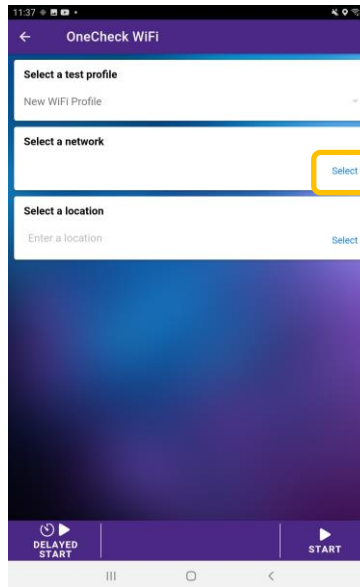 11:37
OneCheck WiFi
Select a test profile
New WiFi Profile
Select a network
Select
Select a location
Enter a location
Select
DELAYED
START
START